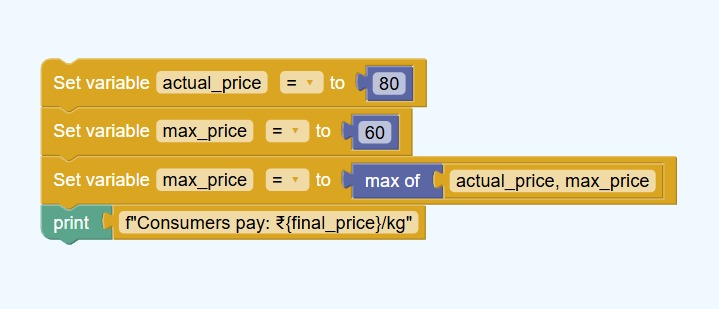 Set variable actual_price = to 80
Set variable max_price = to 60
Set variable max_price = to max of actual_price, max_price
print f"Consumers pay: ₹{final_price}/kg"